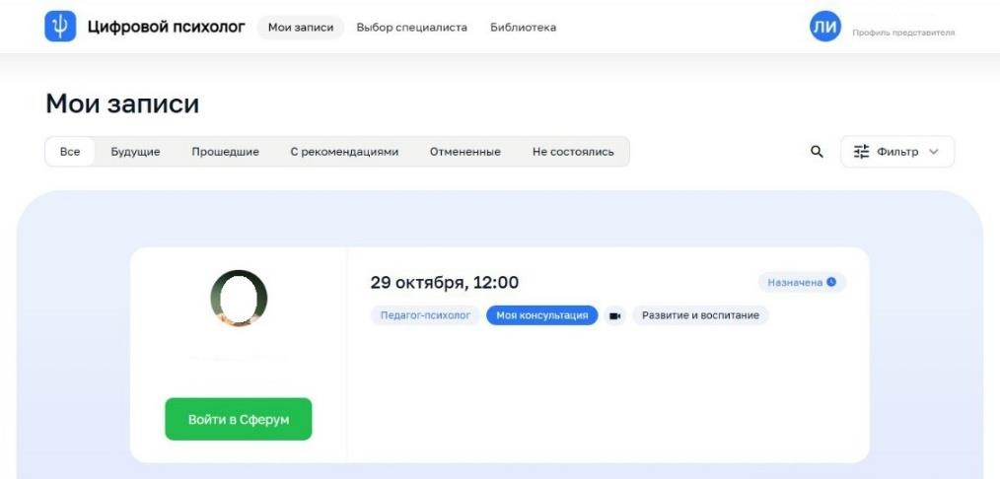 Цифровой психолог Мои записи Выбор специалиста Библиотека ЛИ Профиль представителя
Мои записи
Все Будущие Прошедшие С рекомендациями Отмененные Не состоялись Фильтр
29 октября, 12:00 Назначена
Педагог-психолог Моя консультация Развитие и воспитание
Войти в Сферум